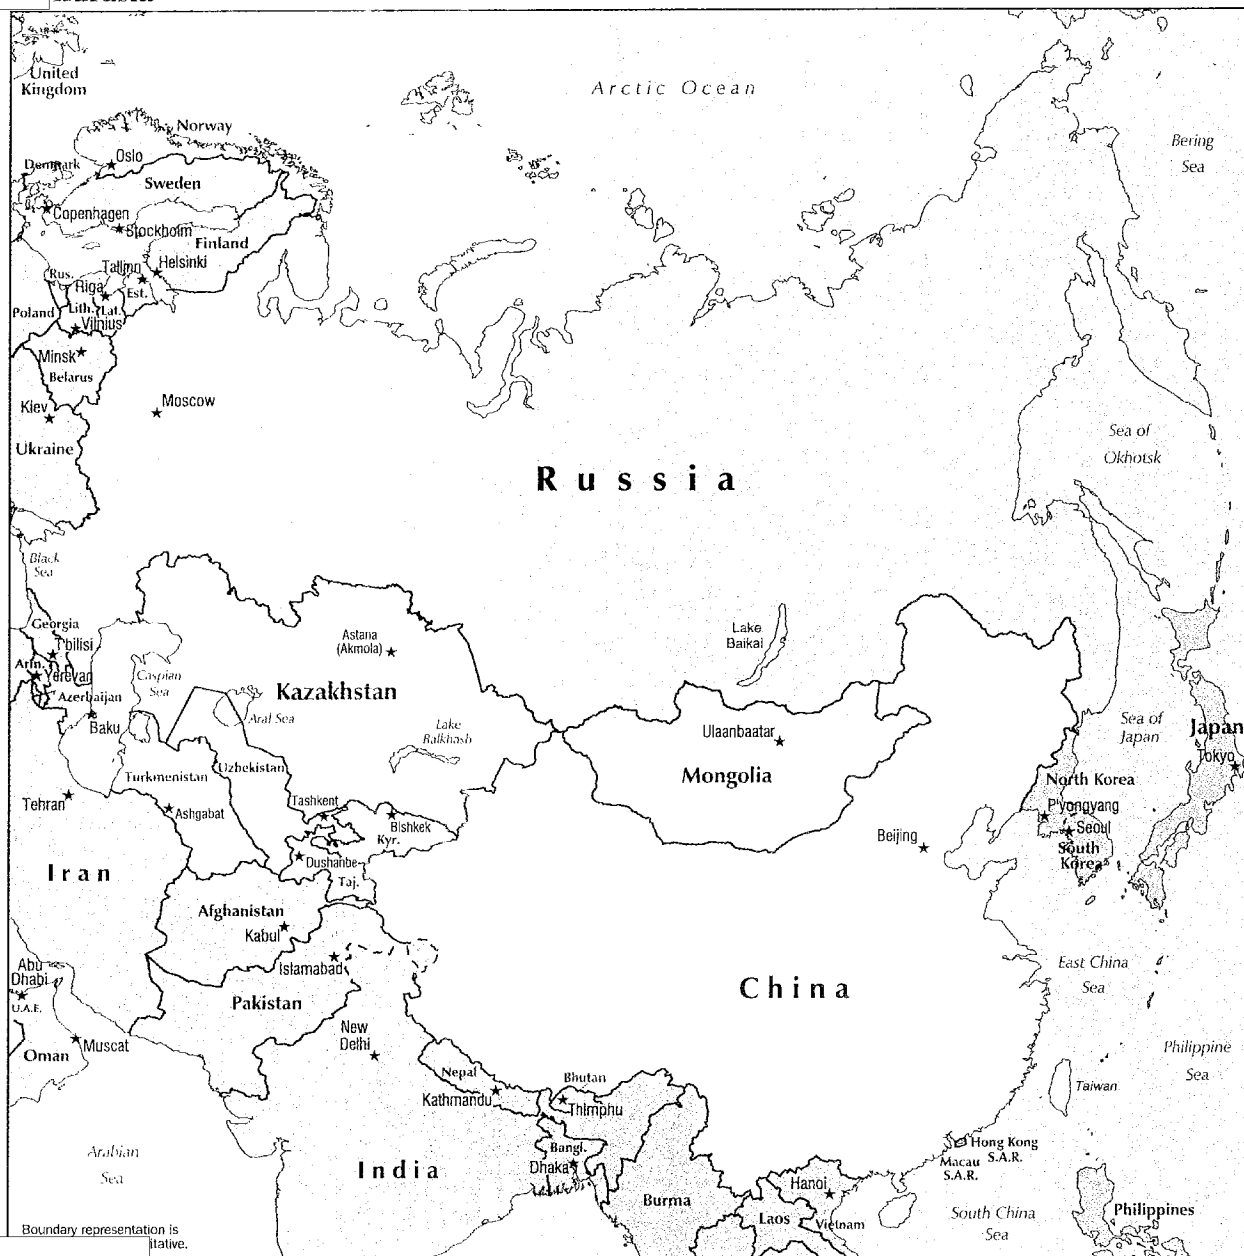 United
Kingdom
Arctic Ocean
Norway
Bering
Sea
Denmark
Oslo
Sweden
Copenhagen
Stockholm
Finland
Tallinn
Helsinki
Rus.
Riga
Est.
Poland
Lith.
Lat.
Vilnius
Minsk
Belarus
Moscow
Kiev
Ukraine
Sea of
Okhotsk
Russia
Black
Sea
Georgia
T'bilisi
Astana
(Akmola)
Lake
Baikal
Arm.
Yerevan
Caspian
Sea
Azerbaijan
Kazakhstan
Aral Sea
Baku
Lake
Balkhash
Ulaanbaatar
Sea of
Japan
Japan
Tokyo
Uzbekistan
Turkmenistan
Mongolia
North Korea
Tehran
Ashgabat
Tashkent
Bishkek
Kyr.
P'yongyang
Beijing
Seoul
South
Korea
Dushanbe
Taj.
Iran
Afghanistan
Kabul
Islamabad
Abu
Dhabi
U.A.E.
East China
Sea
China
Pakistan
New
Delhi
Oman
Muscat
Nepal
Kathmandu
Bhutan
Thimphu
Philippine
Sea
Taiwan
Arabian
Sea
India
Bangl.
Dhaka
Hong Kong
S.A.R.
Macau
S.A.R.
Hanoi
Burma
Laos
Vietnam
South China
Sea
Philippines
Boundary representation is
itative.